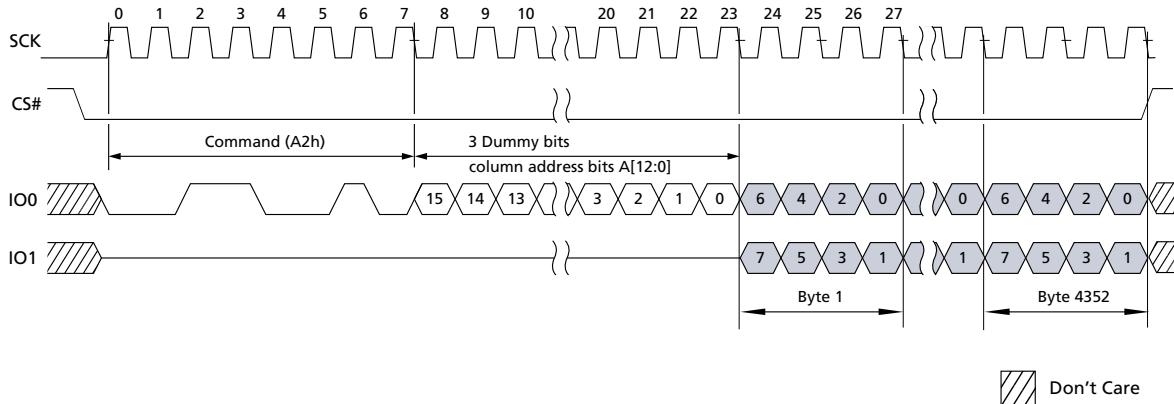 0 1 2 3 4 5 6 7 8 9 10 20 21 22 23 24 25 26 27
SCK
CS#
Command (A2h) 3 Dummy bits
column address bits A[12:0]
IO0 15 14 13 3 2 1 0 6 4 2 0 0 6 4 2 0
IO1 7 5 3 1 1 7 5 3 1
Byte 1 Byte 4352
Don't Care